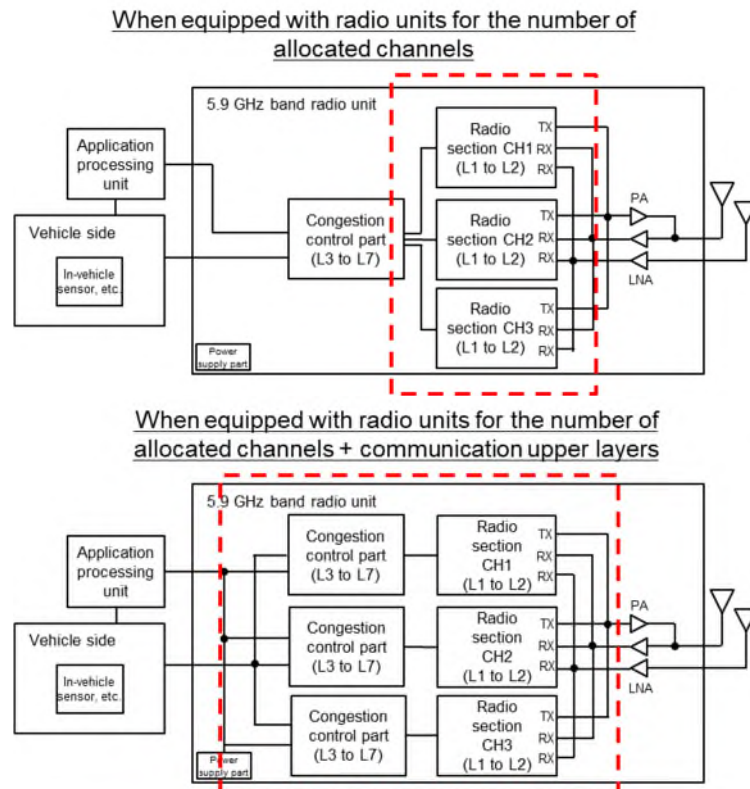 When equipped with radio units for the number of
allocated channels
5.9 GHz band radio unit
Application
processing
unit
Vehicle side
In-vehicle
sensor, etc.
Congestion
control part
(L3 to L7)
Radio
section CH1
(L1 to L2)
TX
RX
RX
Radio
section CH2
(L1 to L2)
TX
RX
RX
Radio
section CH3
(L1 to L2)
TX
RX
RX
PA
LNA
Power
supply part
When equipped with radio units for the number of
allocated channels + communication upper layers
5.9 GHz band radio unit
Application
processing
unit
Vehicle side
In-vehicle
sensor, etc.
Congestion
control part
(L3 to L7)
Radio
section
CH1
(L1 to L2)
TX
RX
RX
Congestion
control part
(L3 to L7)
Radio
section
CH2
(L1 to L2)
TX
RX
RX
Congestion
control part
(L3 to L7)
Radio
section
CH3
(L1 to L2)
TX
RX
RX
PA
LNA
Power
supply part